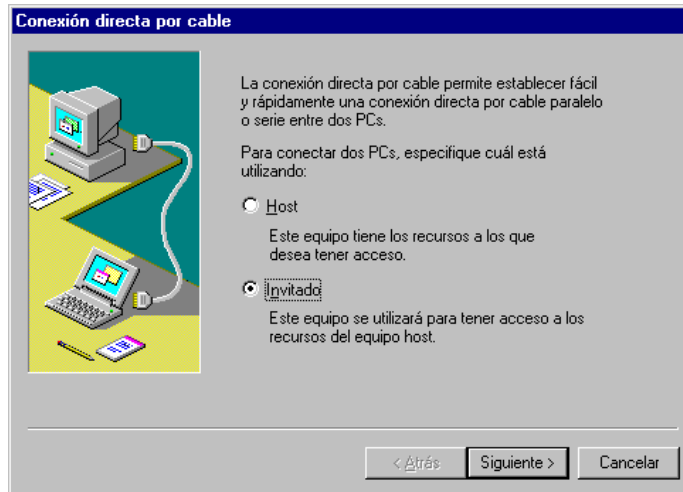 Conexión directa por cable
La conexión directa por cable permite establecer fácil
y rápidamente una conexión directa por cable paralelo
o serie entre dos PCs.
Para conectar dos PCs, especifique cuál está
utilizando:
Host
Este equipo tiene los recursos a los que
desea tener acceso.
Invitado
Este equipo se utilizará para tener acceso a los
recursos del equipo host.
< Atrás
Siguiente >
Cancelar